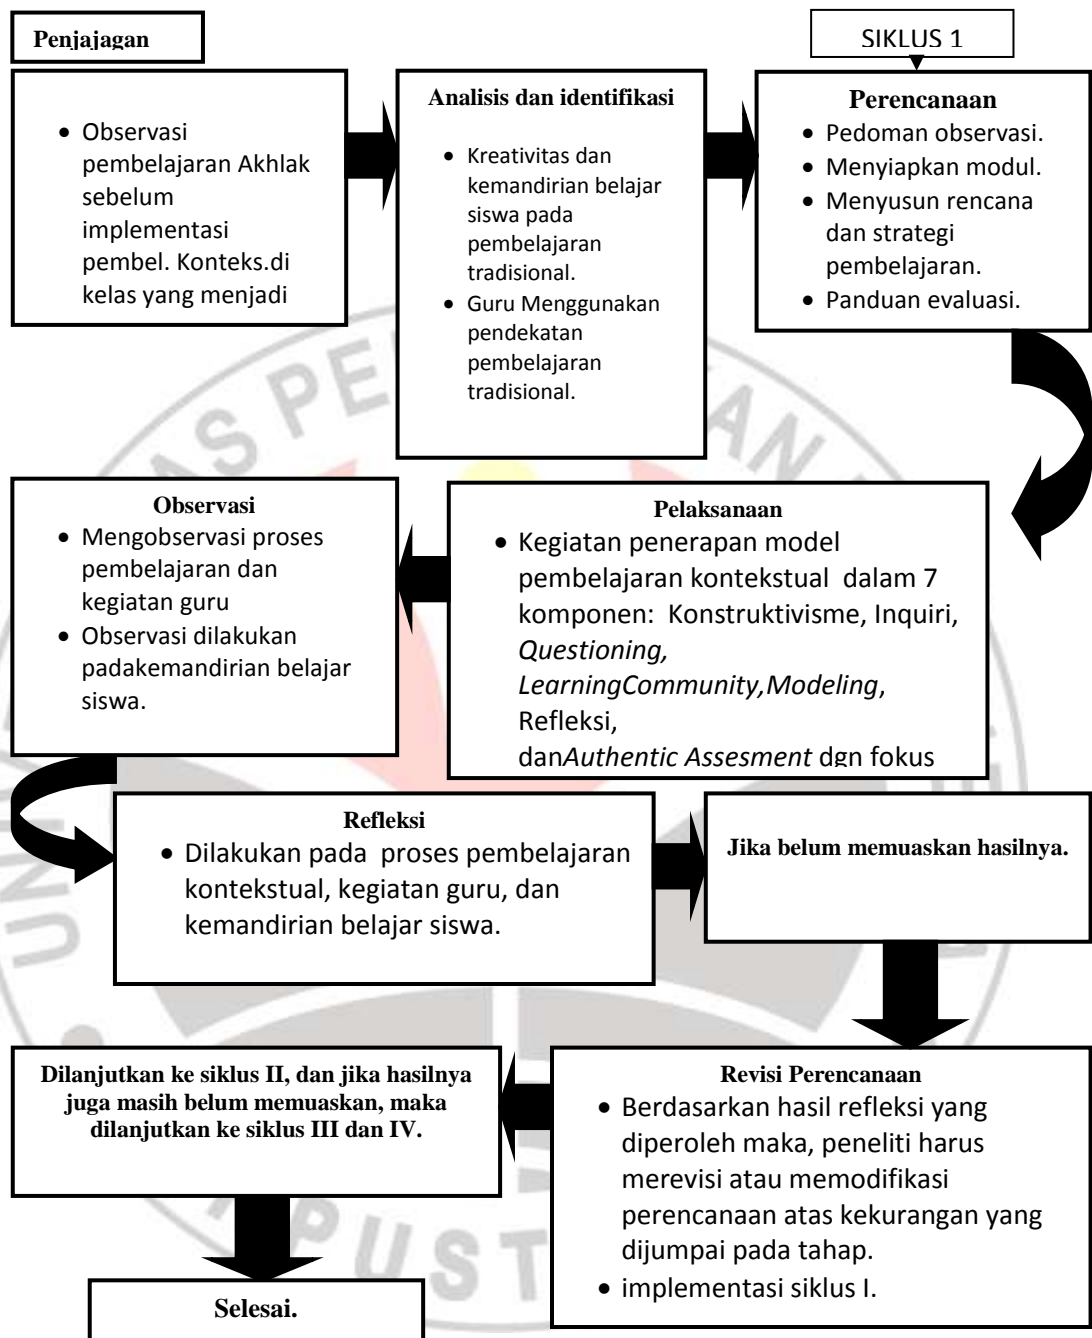 Penjajagan
SIKLUS 1
• Observasi
pembelajaran Akhlak
sebelum
implementasi
pembel. Konteks.di
kelas yang menjadi
Analisis dan identifikasi
• Kreativitas dan
kemandirian belajar
siswa pada
pembelajaran
tradisional.
• Guru Menggunakan
pendekatan
pembelajaran
tradisional.
Perencanaan
• Pedoman observasi.
• Menyiapkan modul.
• Menyusun rencana
dan strategi
pembelajaran.
• Panduan evaluasi.
Pelaksanaan
• Kegiatan penerapan model
pembelajaran kontekstual dalam 7
komponen: Konstruktivisme, Inquiri,
Questioning,
LearningCommunity,Modeling,
Refleksi,
danAuthentic Assesment dgn fokus
Observasi
• Mengobservasi proses
pembelajaran dan
kegiatan guru
• Observasi dilakukan
padakemandirian belajar
siswa.
Refleksi
• Dilakukan pada proses pembelajaran
kontekstual, kegiatan guru, dan
kemandirian belajar siswa.
Jika belum memuaskan hasilnya.
Revisi Perencanaan
• Berdasarkan hasil refleksi yang
diperoleh maka, peneliti harus
merevisi atau memodifikasi
perencanaan atas kekurangan yang
dijumpai pada tahap.
• implementasi siklus I.
Dilanjutkan ke siklus II, dan jika hasilnya
juga masih belum memuaskan, maka
dilanjutkan ke siklus III dan IV.
Selesai.